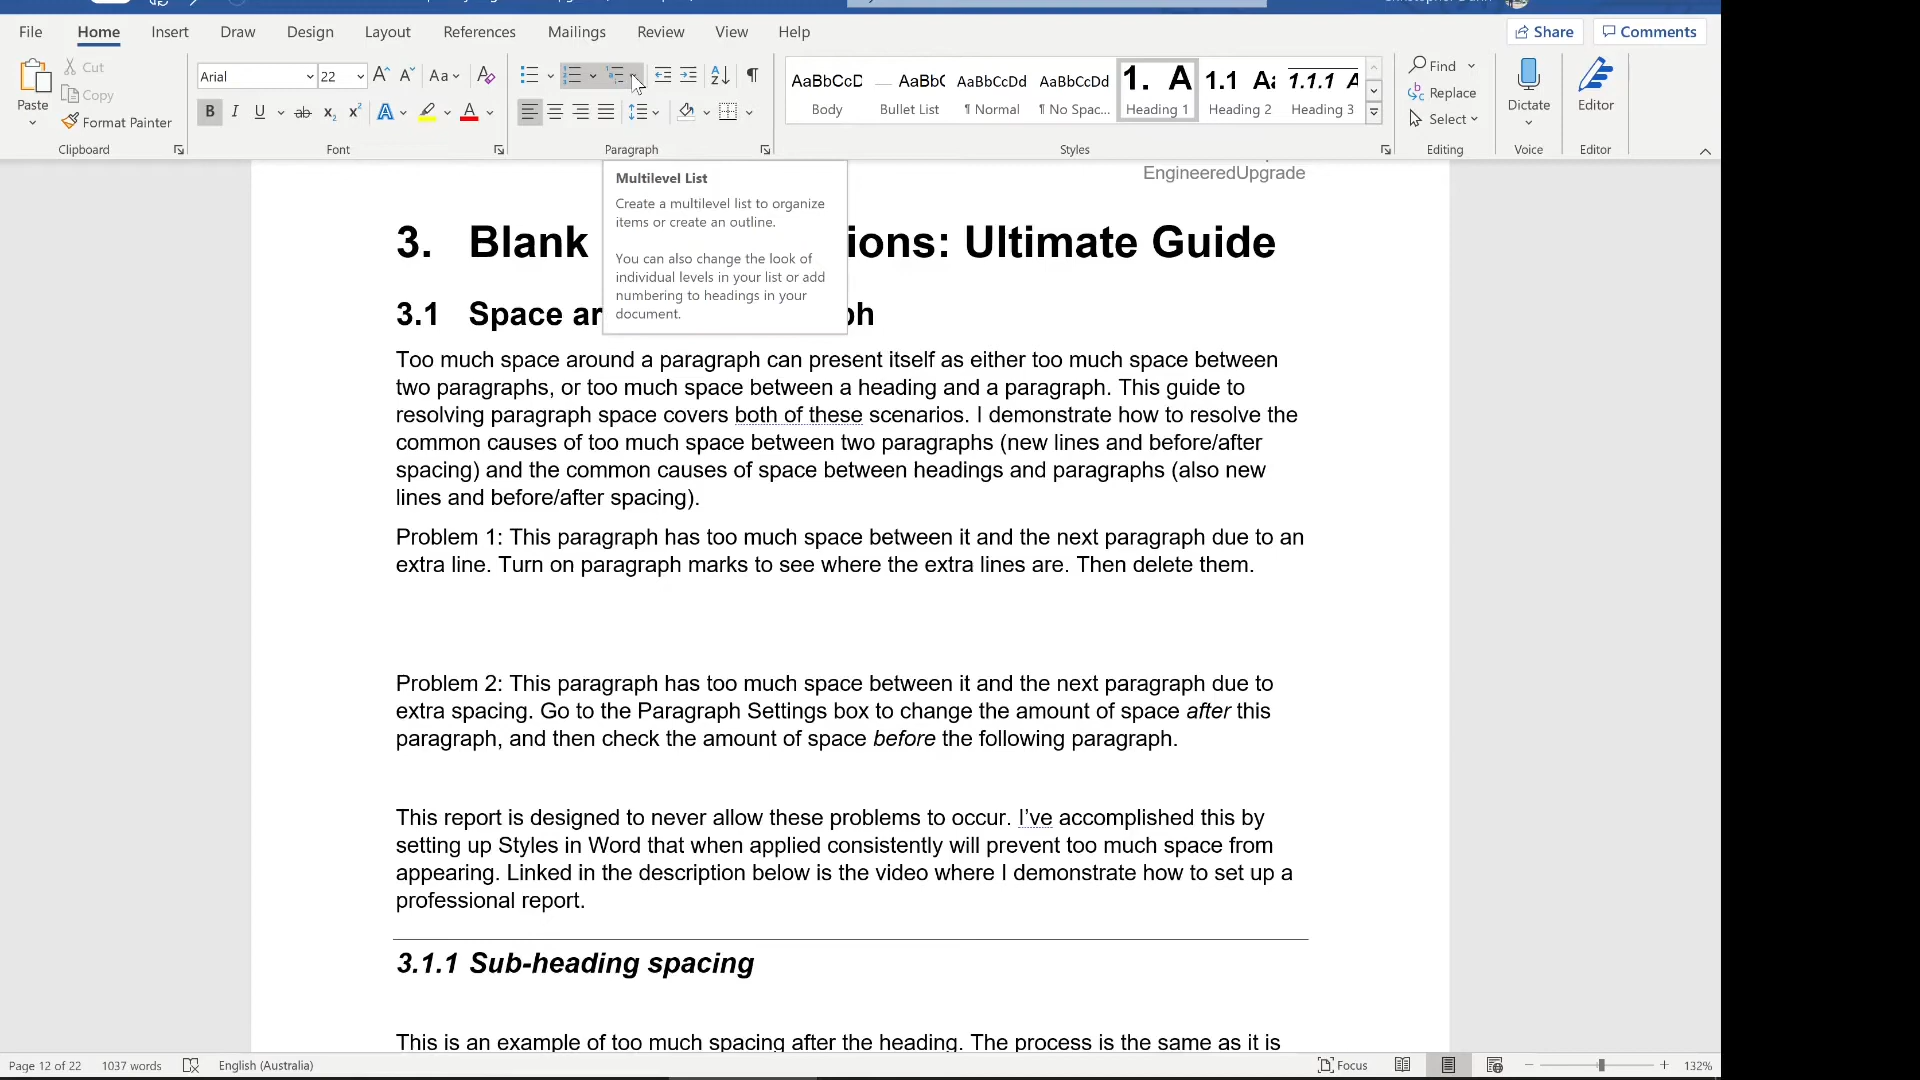 File Home Insert Draw Design Layout References Mailings Review View Help Share Comments
Paste Cut Copy Format Painter
Clipboard
Arial 22
Font
Paragraph
AaBbCcD AaBbC AaBbCcDd AaBbCcDd 1. A 1.1 Aa 1.1.1 A
Body Bullet List ¶ Normal ¶ No Spac... Heading 1 Heading 2 Heading 3
Styles
Find
Replace
Select
Editing
Dictate
Voice
Editor
Editor
EngineeredUpgrade
Multilevel List
Create a multilevel list to organize
items or create an outline.
You can also change the look of
individual levels in your list or add
numbering to headings in your
document.
3. Blank ions: Ultimate Guide
3.1 Space ar
Too much space around a paragraph can present itself as either too much space between
two paragraphs, or too much space between a heading and a paragraph. This guide to
resolving paragraph space covers both of these scenarios. I demonstrate how to resolve the
common causes of too much space between two paragraphs (new lines and before/after
spacing) and the common causes of space between headings and paragraphs (also new
lines and before/after spacing).
Problem 1: This paragraph has too much space between it and the next paragraph due to an
extra line. Turn on paragraph marks to see where the extra lines are. Then delete them.
Problem 2: This paragraph has too much space between it and the next paragraph due to
extra spacing. Go to the Paragraph Settings box to change the amount of space after this
paragraph, and then check the amount of space before the following paragraph.
This report is designed to never allow these problems to occur. I’ve accomplished this by
setting up Styles in Word that when applied consistently will prevent too much space from
appearing. Linked in the description below is the video where I demonstrate how to set up a
professional report.
3.1.1 Sub-heading spacing
This is an example of too much spacing after the heading. The process is the same as it is
Page 12 of 22 1037 words English (Australia) Focus 132%